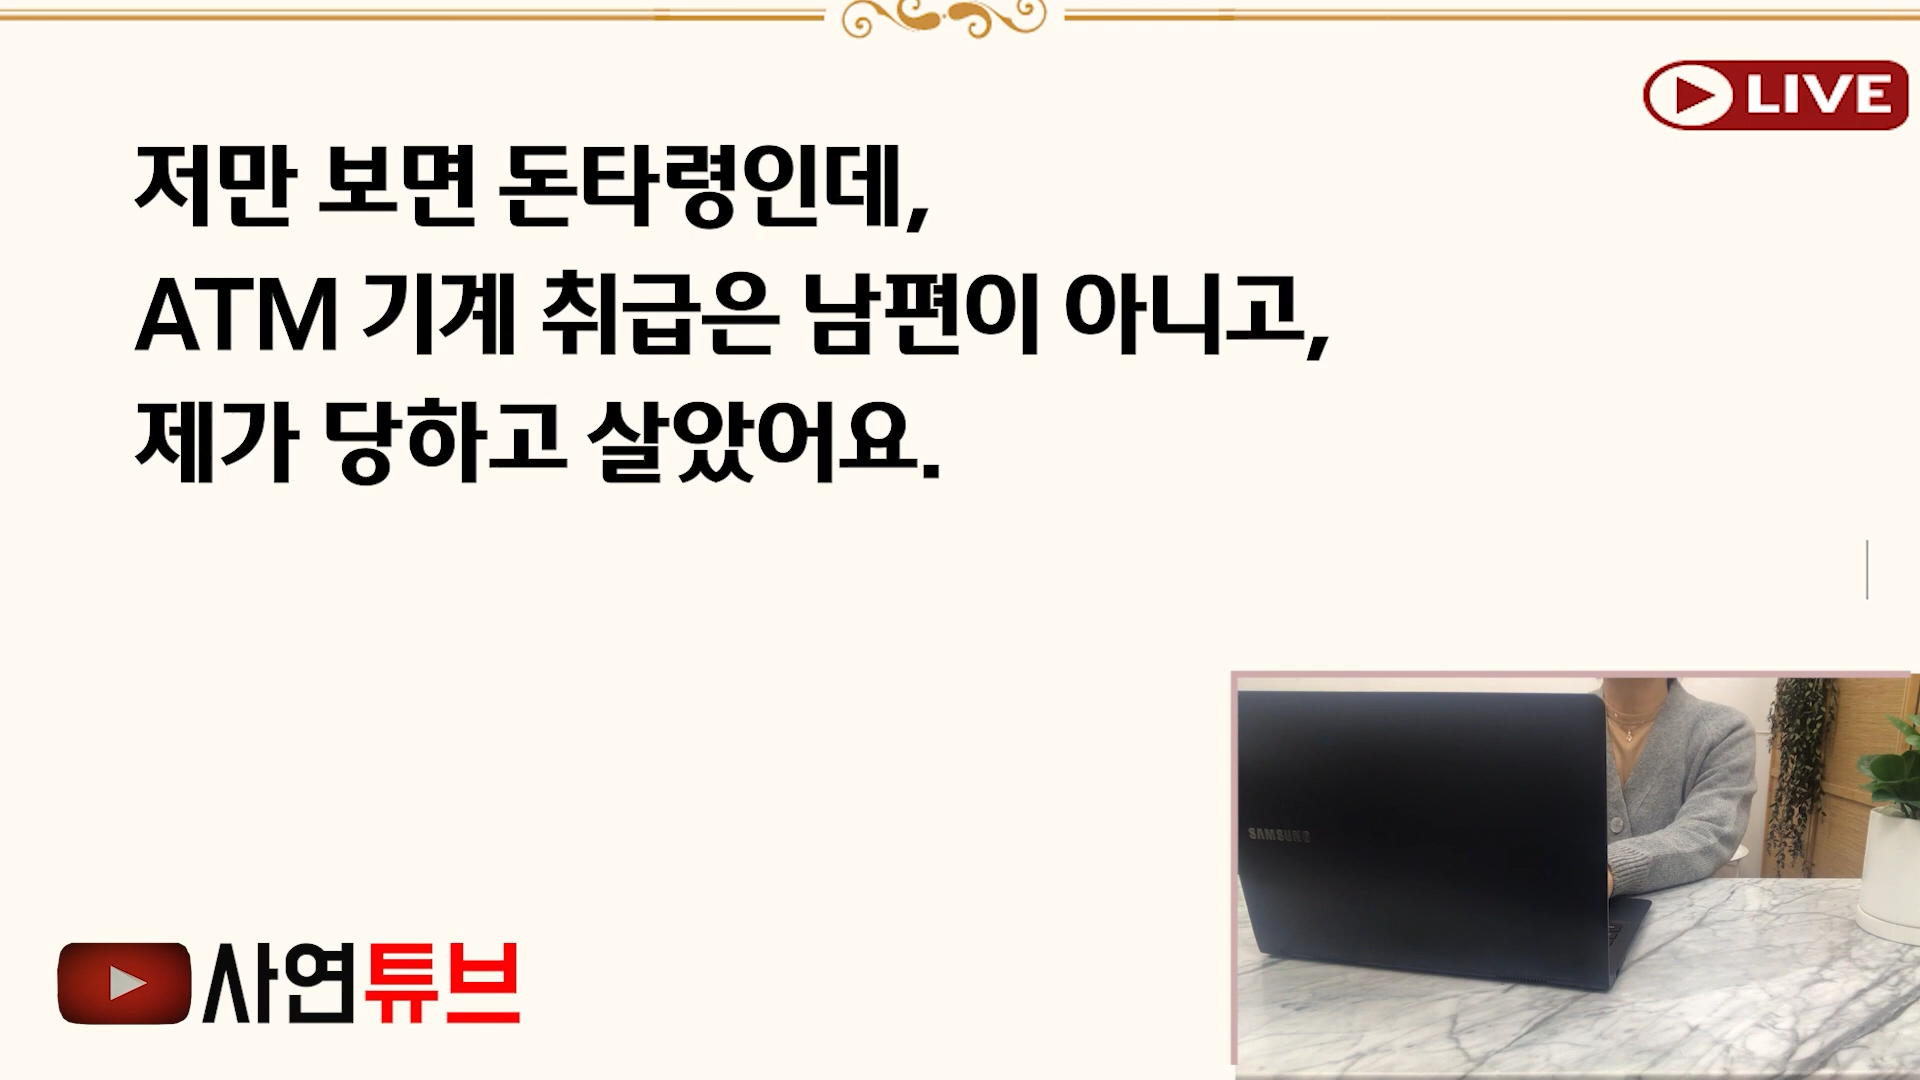 LIVE
저만 보면 돈타령인데,
ATM 기계 취급은 남편이 아니고,
제가 당하고 살았어요.
SAMSUNG
사연튜브